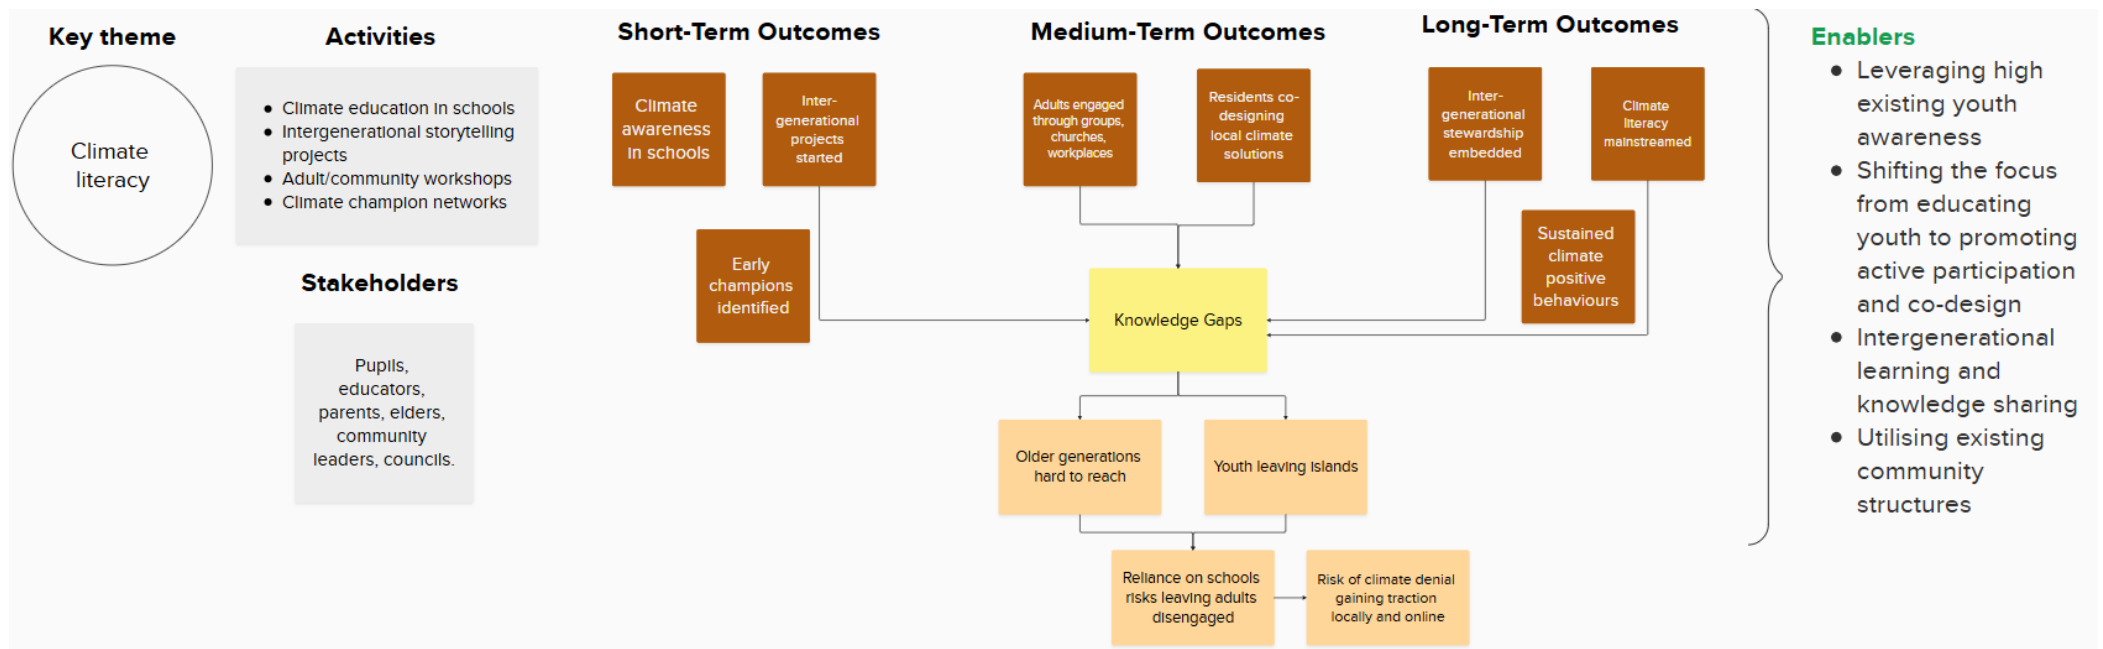 Key theme
Climate
literacy
Activities
• Climate education in schools
• Intergenerational storytelling
projects
• Adult/community workshops
• Climate champion networks
Stakeholders
Pupils,
educators,
parents, elders,
community
leaders, councils.
Short-Term Outcomes
Climate
awareness
in schools
Inter-
generational
projects
started
Early
champions
identified
Medium-Term Outcomes
Adults engaged
through groups,
churches,
workplaces
Residents co-
designing
local climate
solutions
Long-Term Outcomes
Inter-
generational
stewardship
embedded
Climate
literacy
mainstreamed
Sustained
climate
positive
behaviours
Knowledge Gaps
Older generations
hard to reach
Youth leaving islands
Reliance on schools
risks leaving adults
disengaged
Risk of climate denial
gaining traction
locally and online
Enablers
• Leveraging high
existing youth
awareness
• Shifting the focus
from educating
youth to promoting
active participation
and co-design
• Intergenerational
learning and
knowledge sharing
• Utilising existing
community
structures